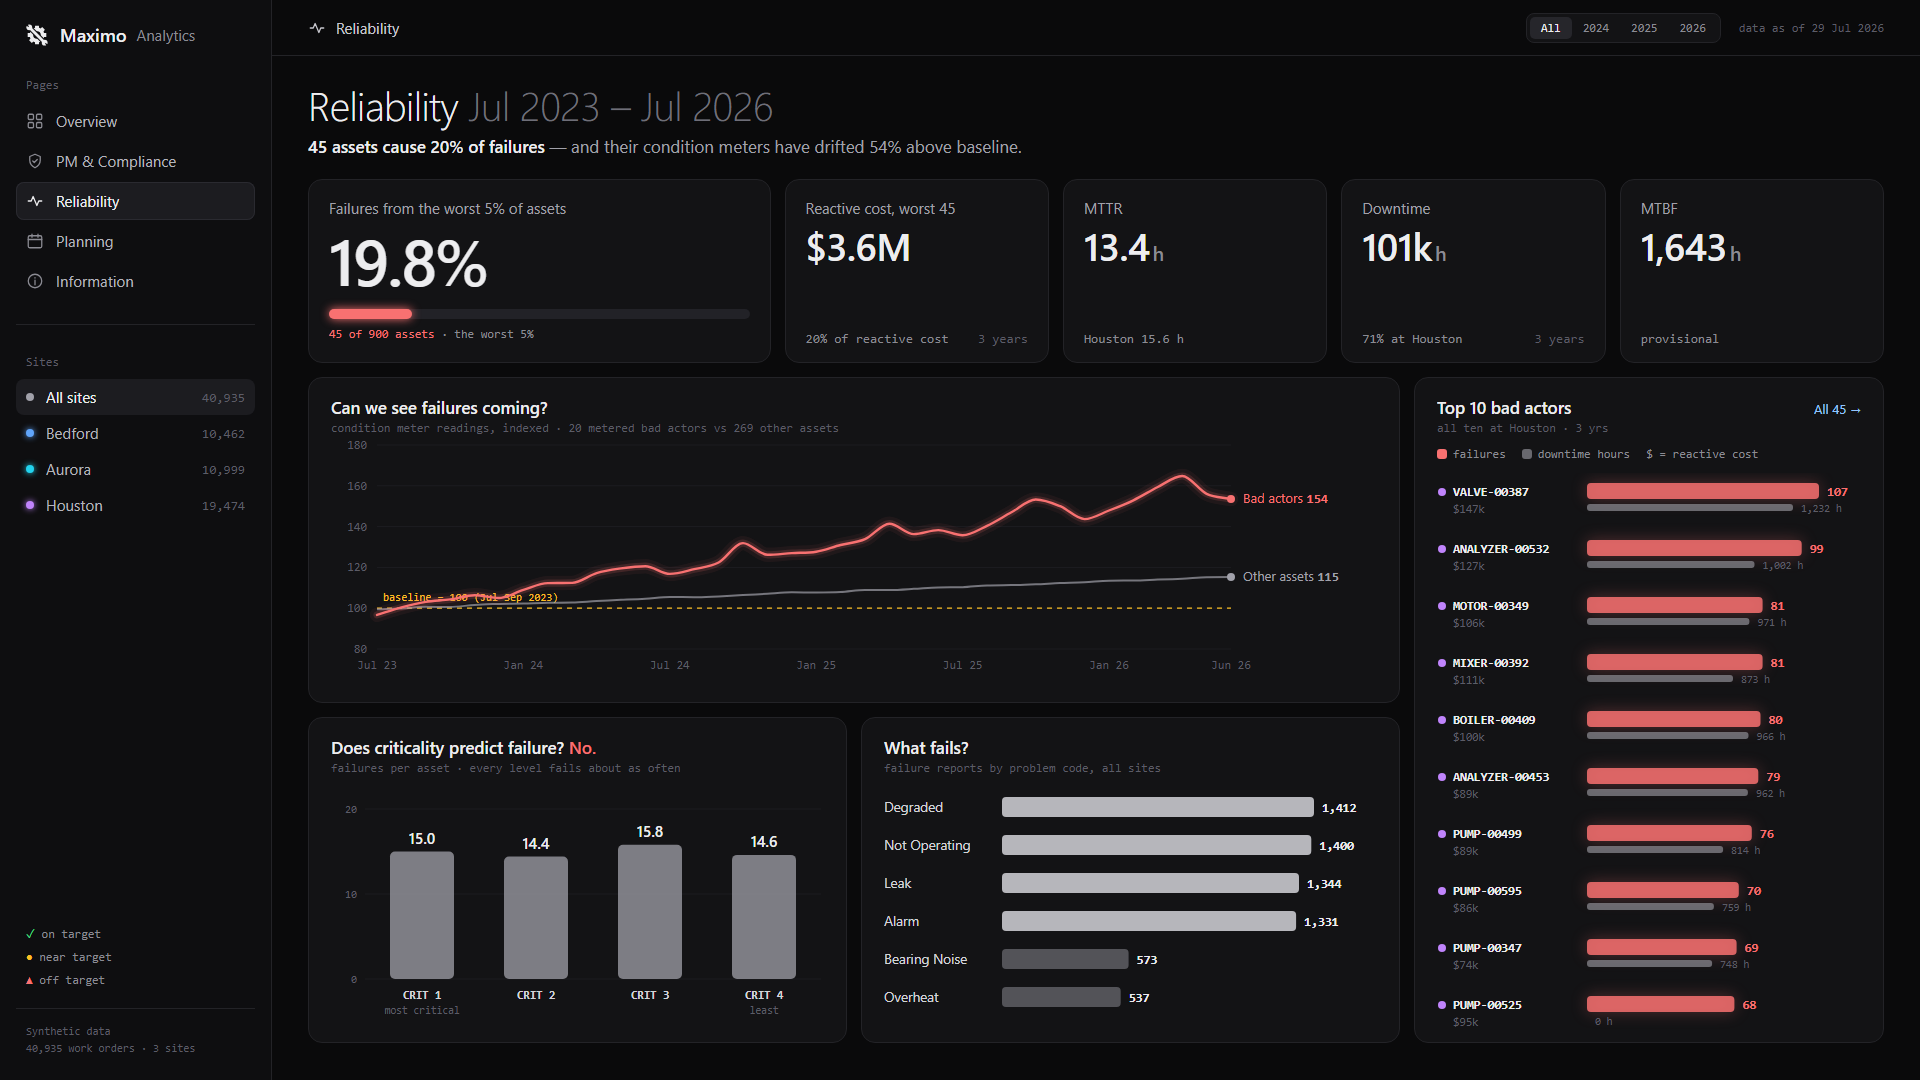 Maximo Analytics
Pages
Overview
PM & Compliance
Reliability
Planning
Information
Sites
All sites 40,935
Bedford 10,462
Aurora 10,999
Houston 19,474
✓ on target
● near target
▲ off target
Synthetic data
40,935 work orders · 3 sites
Reliability
All 2024 2025 2026
data as of 29 Jul 2026
Reliability Jul 2023 – Jul 2026
45 assets cause 20% of failures — and their condition meters have drifted 54% above baseline.
Failures from the worst 5% of assets
19.8%
45 of 900 assets · the worst 5%
Reactive cost, worst 45
$3.6M
20% of reactive cost 3 years
MTTR
13.4 h
Houston 15.6 h
Downtime
101k h
71% at Houston 3 years
MTBF
1,643 h
provisional
Can we see failures coming?
condition meter readings, indexed · 20 metered bad actors vs 269 other assets
180
160
140
120
100
80
Bad actors 154
Other assets 115
baseline = 100 (Jul–Sep 2023)
Jul 23 Jan 24 Jul 24 Jan 25 Jul 25 Jan 26 Jun 26
Does criticality predict failure? No.
failures per asset · every level fails about as often
20
10
0
15.0 14.4 15.8 14.6
CRIT 1 CRIT 2 CRIT 3 CRIT 4
most critical least
What fails?
failure reports by problem code, all sites
Degraded 1,412
Not Operating 1,400
Leak 1,344
Alarm 1,331
Bearing Noise 573
Overheat 537
Top 10 bad actors All 45 →
all ten at Houston · 3 yrs
failures downtime hours $ = reactive cost
VALVE-00387 107
$147k 1,232 h
ANALYZER-00532 99
$127k 1,002 h
MOTOR-00349 81
$106k 971 h
MIXER-00392 81
$111k 873 h
BOILER-00409 80
$100k 966 h
ANALYZER-00453 79
$89k 962 h
PUMP-00499 76
$89k 814 h
PUMP-00595 70
$86k 759 h
PUMP-00347 69
$74k 748 h
PUMP-00525 68
$95k 0 h